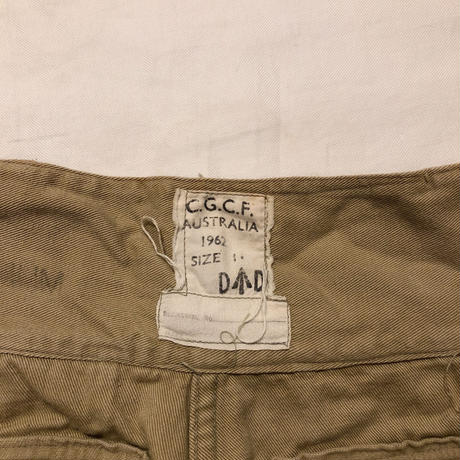 C.G.C.F.
AUSTRALIA
1962
SIZE 1.
D↑D